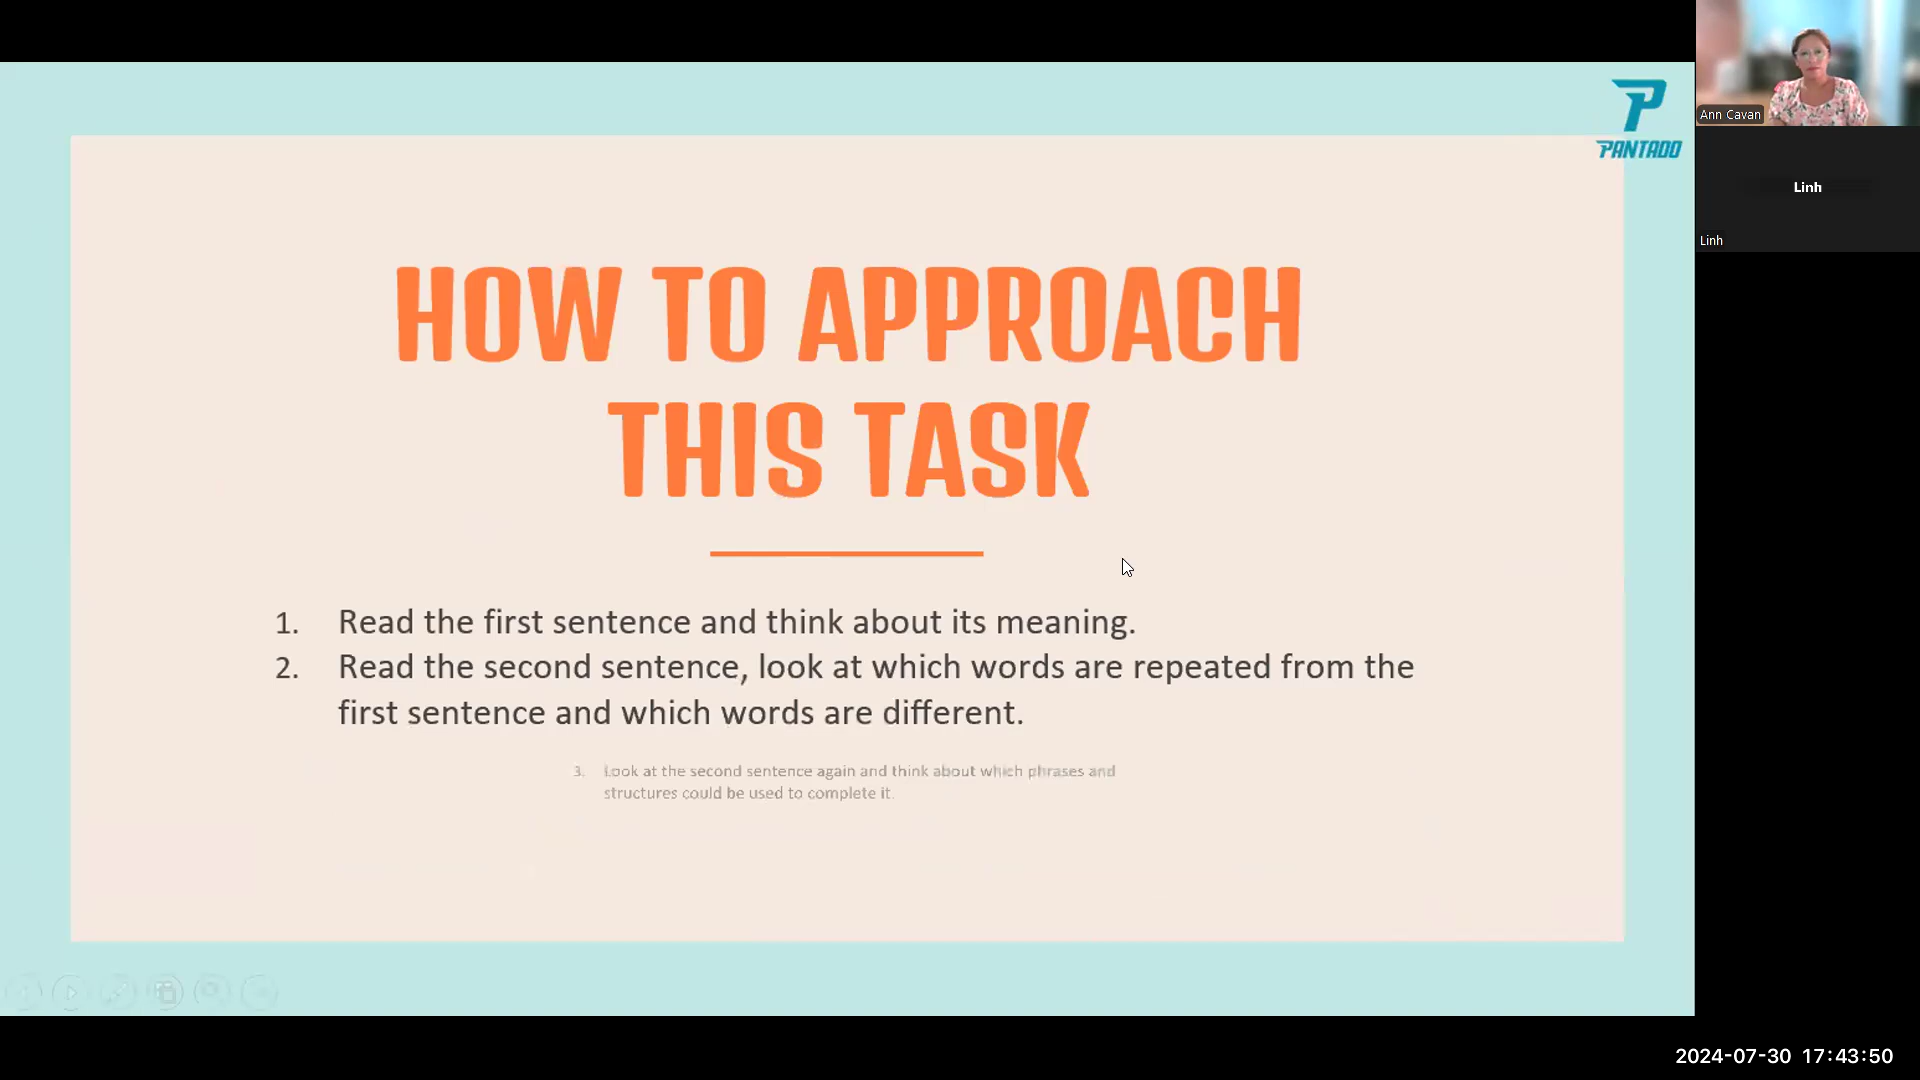 PANTADO
Ann Cavan
Linh
Linh
HOW TO APPROACH
THIS TASK
1. Read the first sentence and think about its meaning.
2. Read the second sentence, look at which words are repeated from the
first sentence and which words are different.
3. Look at the second sentence again and think about which phrases and
structures could be used to complete it.
2024-07-30 17:43:50